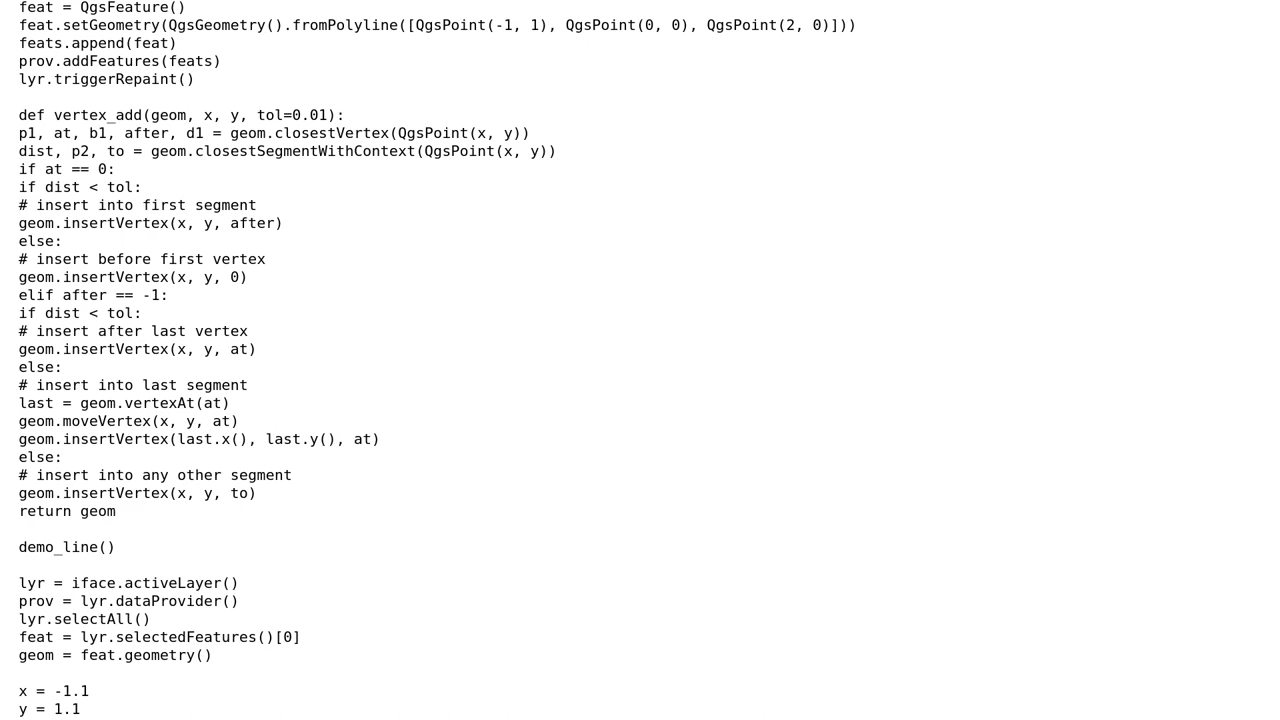 feat = QgsFeature()
feat.setGeometry(QgsGeometry().fromPolyline([QgsPoint(-1, 1), QgsPoint(0, 0), QgsPoint(2, 0)]))
feats.append(feat)
prov.addFeatures(feats)
lyr.triggerRepaint()

def vertex_add(geom, x, y, tol=0.01):
p1, at, b1, after, d1 = geom.closestVertex(QgsPoint(x, y))
dist, p2, to = geom.closestSegmentWithContext(QgsPoint(x, y))
if at == 0:
if dist < tol:
# insert into first segment
geom.insertVertex(x, y, after)
else:
# insert before first vertex
geom.insertVertex(x, y, 0)
elif after == -1:
if dist < tol:
# insert after last vertex
geom.insertVertex(x, y, at)
else:
# insert into last segment
last = geom.vertexAt(at)
geom.moveVertex(x, y, at)
geom.insertVertex(last.x(), last.y(), at)
else:
# insert into any other segment
geom.insertVertex(x, y, to)
return geom

demo_line()

lyr = iface.activeLayer()
prov = lyr.dataProvider()
lyr.selectAll()
feat = lyr.selectedFeatures()[0]
geom = feat.geometry()

x = -1.1
y = 1.1